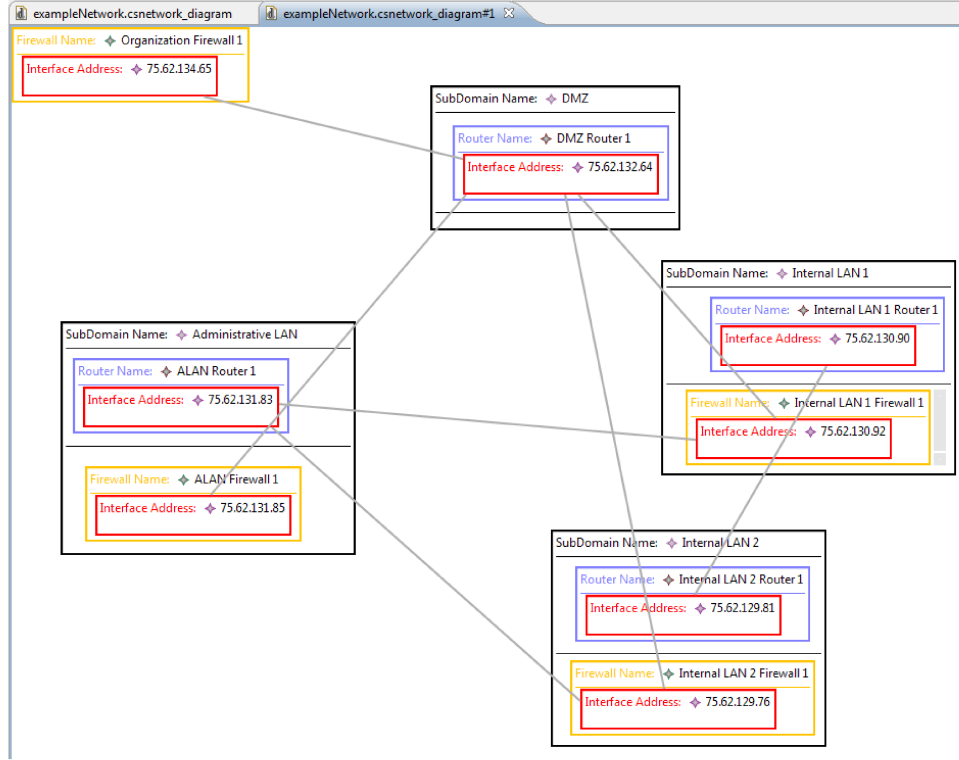 exampleNetwork.csnetwork_diagram
exampleNetwork.csnetwork_diagram#1
Firewall Name: Organization Firewall 1
Interface Address: 75.62.134.65
SubDomain Name: DMZ
Router Name: DMZ Router 1
Interface Address: 75.62.132.64
SubDomain Name: Internal LAN 1
Router Name: Internal LAN 1 Router 1
Interface Address: 75.62.130.90
Firewall Name: Internal LAN 1 Firewall 1
Interface Address: 75.62.130.92
SubDomain Name: Administrative LAN
Router Name: ALAN Router 1
Interface Address: 75.62.131.83
Firewall Name: ALAN Firewall 1
Interface Address: 75.62.131.85
SubDomain Name: Internal LAN 2
Router Name: Internal LAN 2 Router 1
Interface Address: 75.62.129.81
Firewall Name: Internal LAN 2 Firewall 1
Interface Address: 75.62.129.76